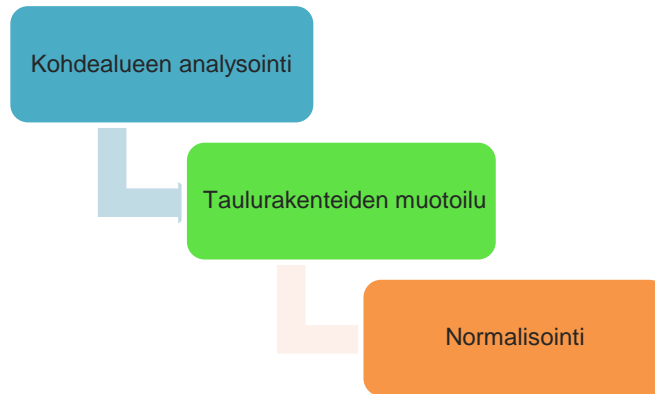 Kohdealueen analysointi
Taulurakenteiden muotoilu
Normalisointi